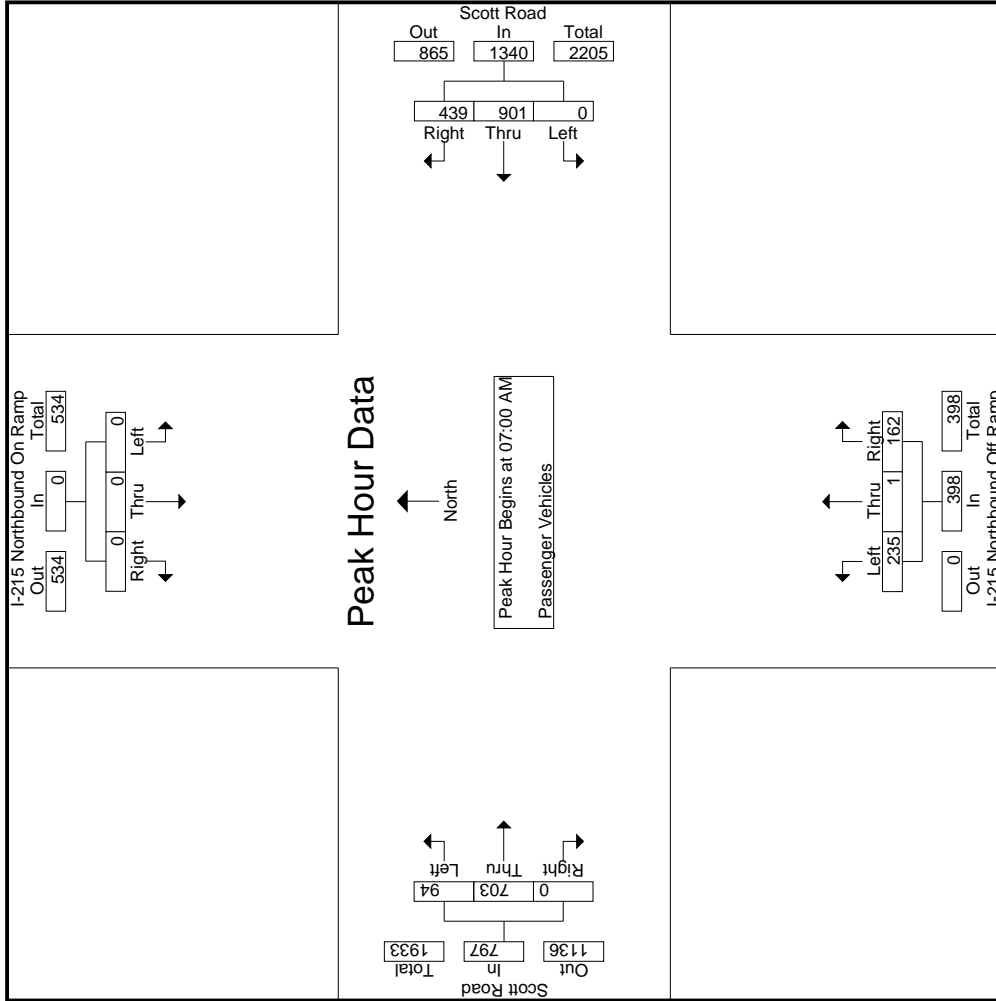 Scott Road
Out In Total
865 1340 2205
439 901 0
Right Thru Left
I-215 Northbound On Ramp
Out In Total
534 0 534
0 0 0
Right Thru Left
Peak Hour Data
North
Peak Hour Begins at 07:00 AM
Passenger Vehicles
Left Thru Right
235 1 162
0 398 398
Out In Total
I-215 Northbound Off Ramp
Left Thru Right
94 703 0
1933 797 1136
Total In Out
Scott Road